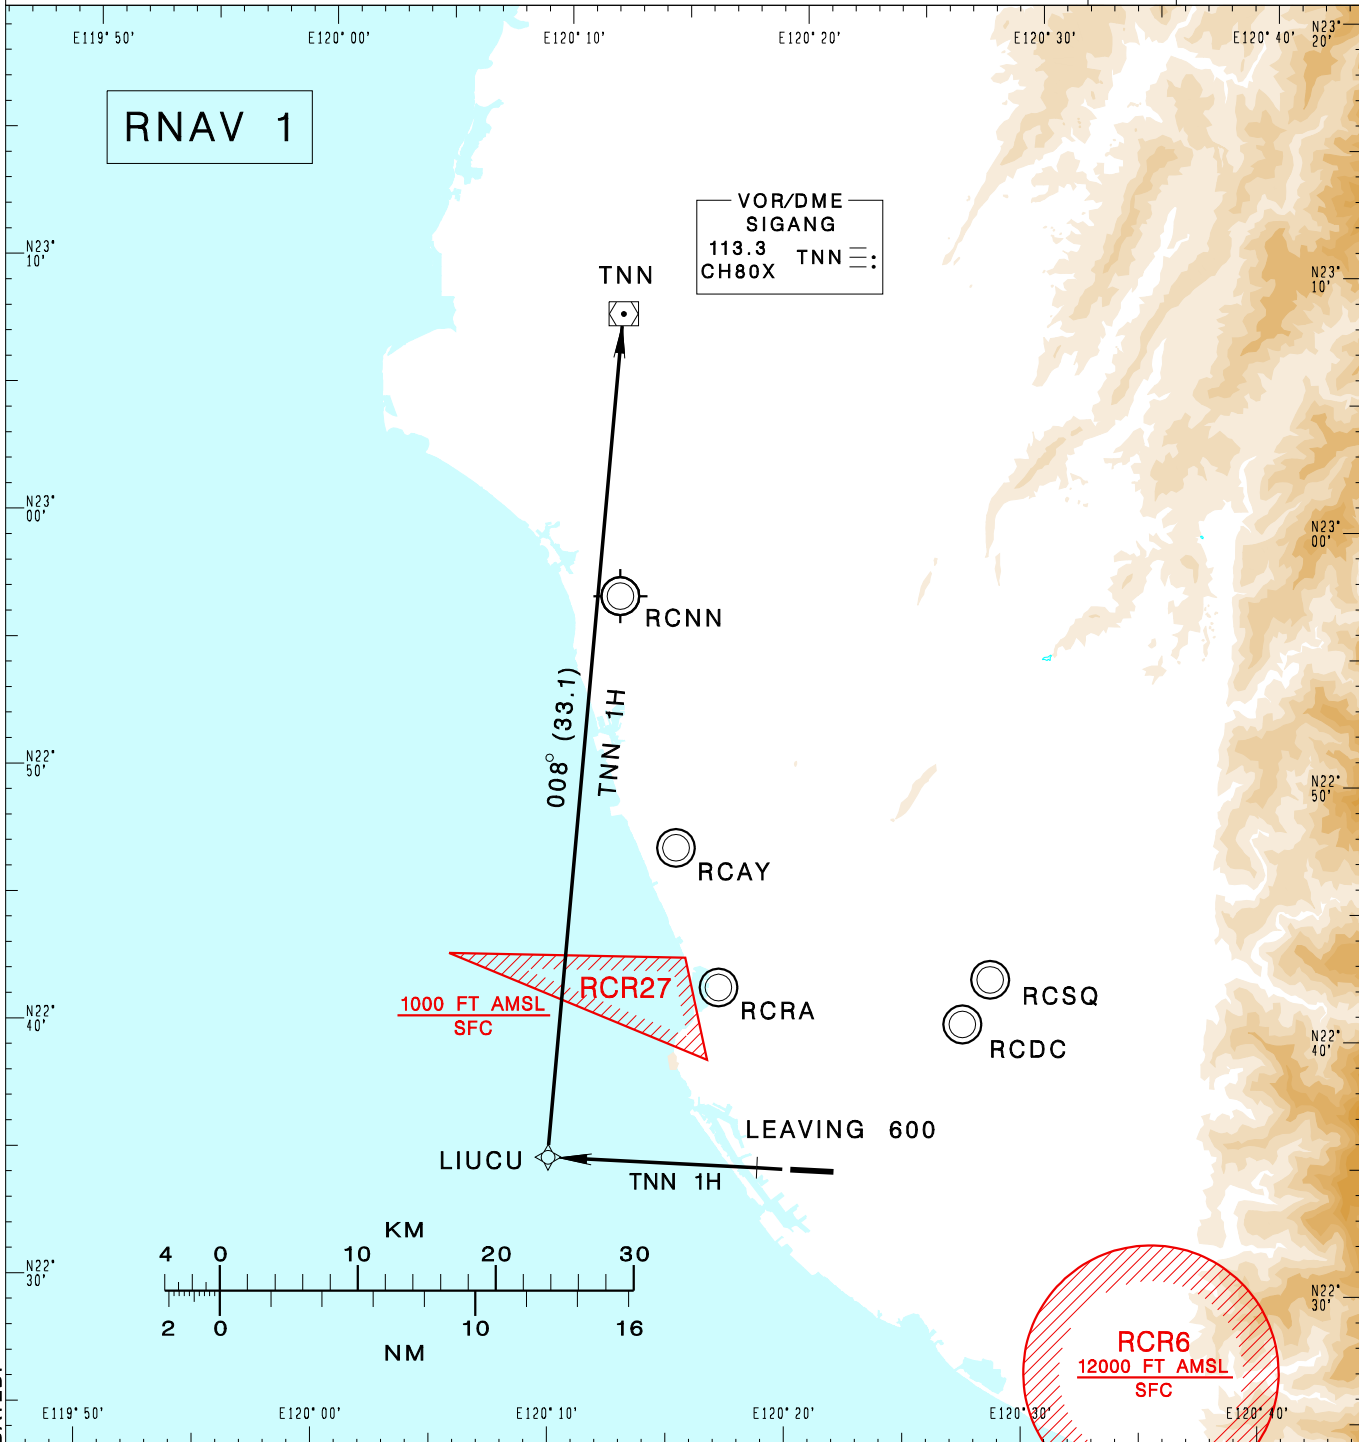 E119°50'
E120°00'
E120°10'
E120°20'
E120°30'
E120°40'
N23°
20'
RNAV 1
VOR/DME
SIGANG
113.3
CH80X
TNN
N23°
10'
N23°
10'
TNN
N23°
00'
N23°
00'
RCNN
008° (33.1)
TNN 1H
N22°
50'
N22°
50'
RCAY
RCR27
1000 FT AMSL
SFC
RCRA
RCSQ
RCDC
N22°
40'
N22°
40'
LEAVING 600
LIUCU
TNN 1H
KM
4 0 10 20 30
2 0 10 16
NM
N22°
30'
N22°
30'
RCR6
12000 FT AMSL
SFC
E119°50'
E120°00'
E120°10'
E120°20'
E120°30'
E120°40'